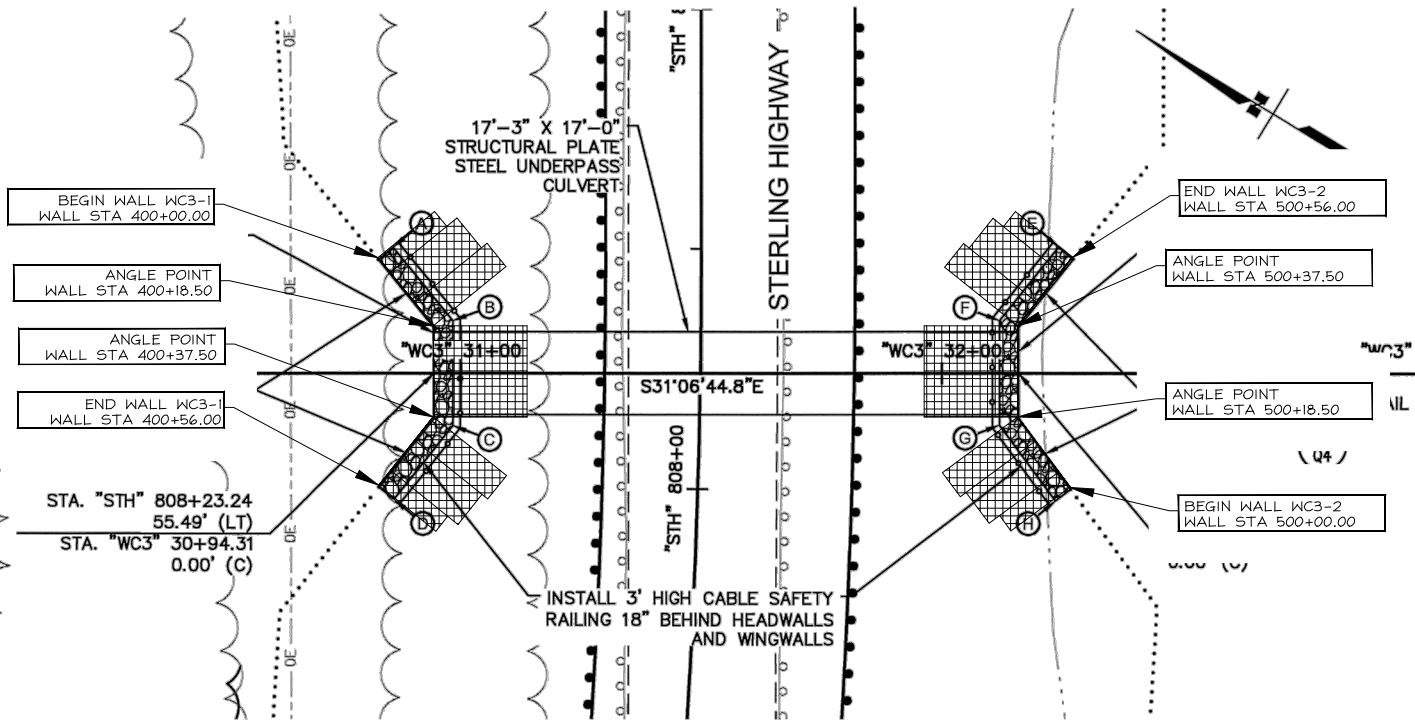 "STH"
STERLING HIGHWAY
17'-3" X 17'-0"
STRUCTURAL PLATE
STEEL UNDERPASS
CULVERT
OE
OE
OE
OE
OE
OE
BEGIN WALL WC3-1
WALL STA 400+00.00
ANGLE POINT
WALL STA 400+18.50
ANGLE POINT
WALL STA 400+37.50
END WALL WC3-1
WALL STA 400+56.00
A
B
C
D
"WC3" 31+00
S31°06'44.8"E
"WC3" 32+00
"STH" 808+00
E
F
G
H
END WALL WC3-2
WALL STA 500+56.00
ANGLE POINT
WALL STA 500+37.50
"WC3"
ANGLE POINT
WALL STA 500+18.50
BEGIN WALL WC3-2
WALL STA 500+00.00
STA. "STH" 808+23.24
55.49' (LT)
STA. "WC3" 30+94.31
0.00' (C)
INSTALL 3' HIGH CABLE SAFETY
RAILING 18" BEHIND HEADWALLS
AND WINGWALLS